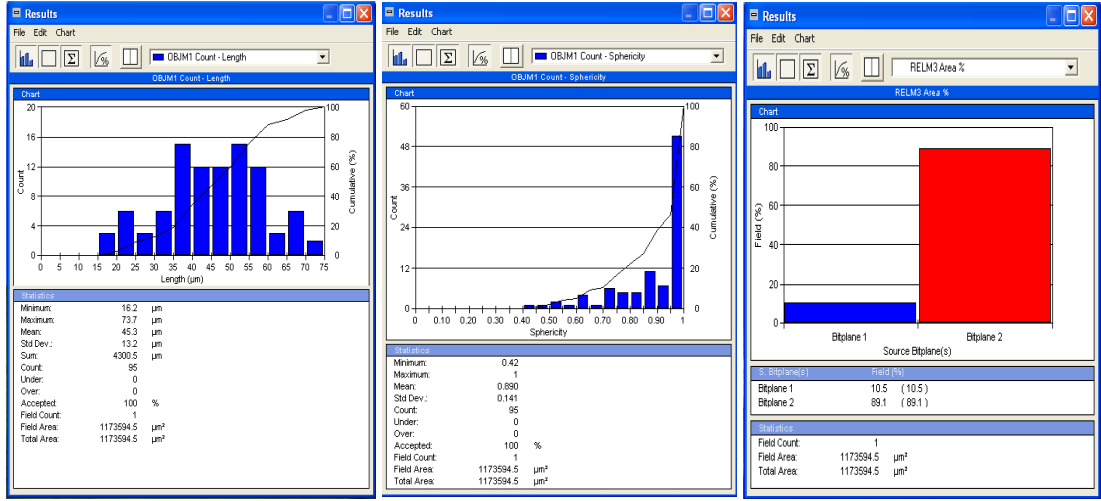 Results
File Edit Chart
Σ % OBJM1 Count - Length
OBJM1 Count - Length
Chart
20
16
12
8
4
0
Count
100
80
60
40
20
0
Cumulative (%)
0 5 10 15 20 25 30 35 40 45 50 55 60 65 70 75
Length (µm)
Statistics
Minimum: 16.2 µm
Maximum: 73.7 µm
Mean: 45.3 µm
Std Dev.: 13.2 µm
Sum: 4300.5 µm
Count: 95
Under: 0
Over: 0
Accepted: 100 %
Field Count: 1
Field Area: 1173594.5 µm²
Total Area: 1173594.5 µm²
Results
File Edit Chart
Σ % OBJM1 Count - Sphericity
OBJM1 Count - Sphericity
Chart
60
48
36
24
12
0
Count
100
80
60
40
20
0
Cumulative (%)
0 0.10 0.20 0.30 0.40 0.50 0.60 0.70 0.80 0.90 1
Sphericity
Statistics
Minimum: 0.42
Maximum: 1
Mean: 0.890
Std Dev.: 0.141
Count: 95
Under: 0
Over: 0
Accepted: 100 %
Field Count: 1
Field Area: 1173594.5 µm²
Total Area: 1173594.5 µm²
Results
File Edit Chart
Σ % RELM3 Area %
RELM3 Area %
Chart
100
80
60
40
20
0
Field (%)
Bitplane 1 Bitplane 2
Source Bitplane(s)
S. Bitplane(s) Field (%)
Bitplane 1 10.5 ( 10.5 )
Bitplane 2 89.1 ( 89.1 )
Statistics
Field Count: 1
Field Area: 1173594.5 µm²
Total Area: 1173594.5 µm²